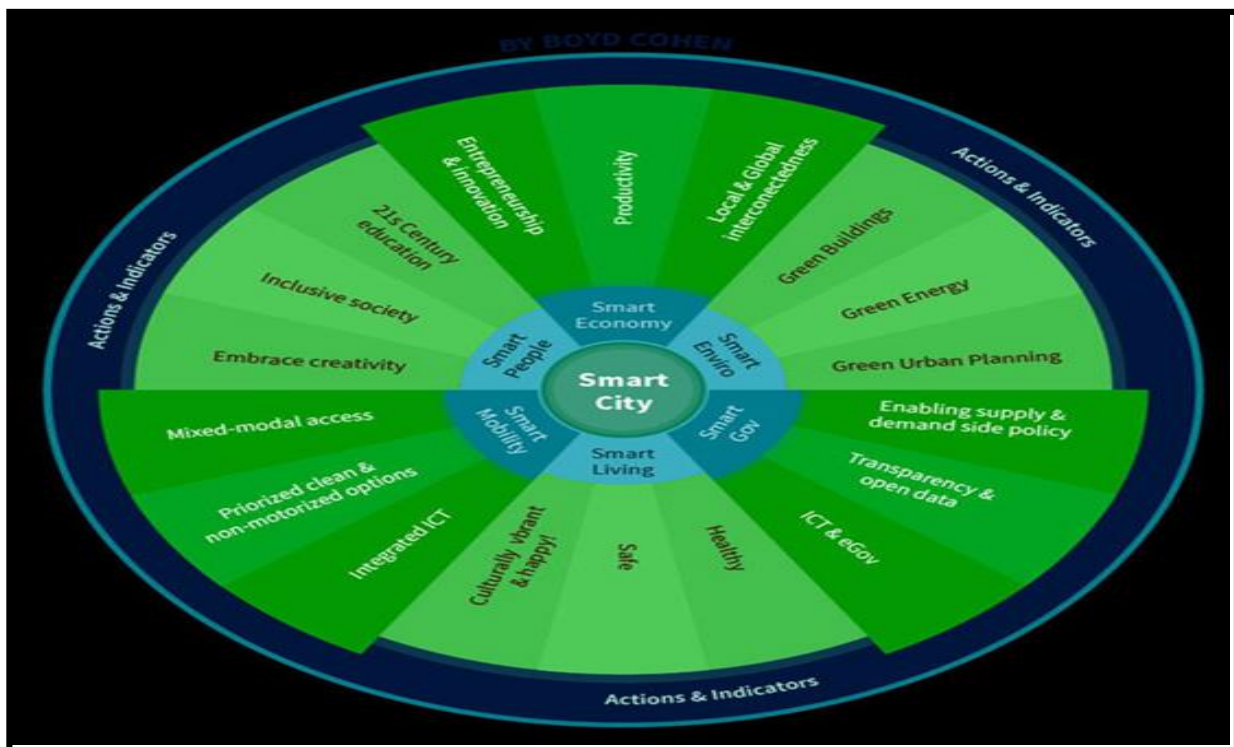 BY BOYD COHEN
Actions & Indicators
Actions & Indicators
Actions & Indicators
Entrepreneurship
& innovation
Productivity
Local & Global
interconnectedness
Green Buildings
Green Energy
Green Urban Planning
Enabling supply &
demand side policy
Transparency &
open data
ICT & eGov
Healthy
Safe
Culturally vbrant
& happy!
Integrated ICT
Priorized clean &
non-motorized options
Mixed-modal access
Embrace creativity
Inclusive society
21s Century
education
Smart
Economy
Smart
Enviro
Smart
Gov
Smart
Living
Smart
Mobility
Smart
People
Smart
City